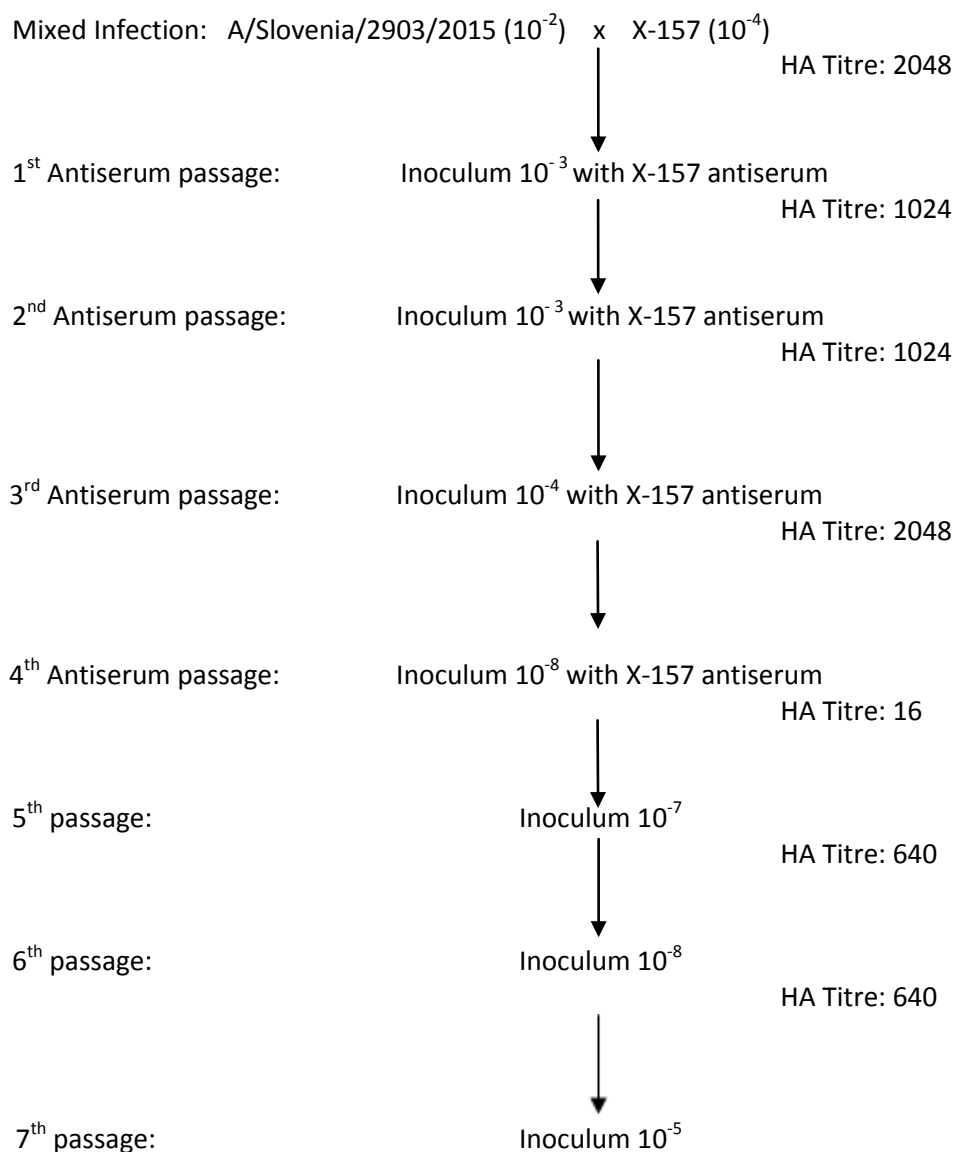 Mixed Infection: A/Slovenia/2903/2015 (10⁻²) x X-157 (10⁻⁴)
HA Titre: 2048
1ˢᵗ Antiserum passage: Inoculum 10⁻³ with X-157 antiserum
HA Titre: 1024
2ⁿᵈ Antiserum passage: Inoculum 10⁻³ with X-157 antiserum
HA Titre: 1024
3ʳᵈ Antiserum passage: Inoculum 10⁻⁴ with X-157 antiserum
HA Titre: 2048
4ᵗʰ Antiserum passage: Inoculum 10⁻⁸ with X-157 antiserum
HA Titre: 16
5ᵗʰ passage: Inoculum 10⁻⁷
HA Titre: 640
6ᵗʰ passage: Inoculum 10⁻⁸
HA Titre: 640
7ᵗʰ passage: Inoculum 10⁻⁵